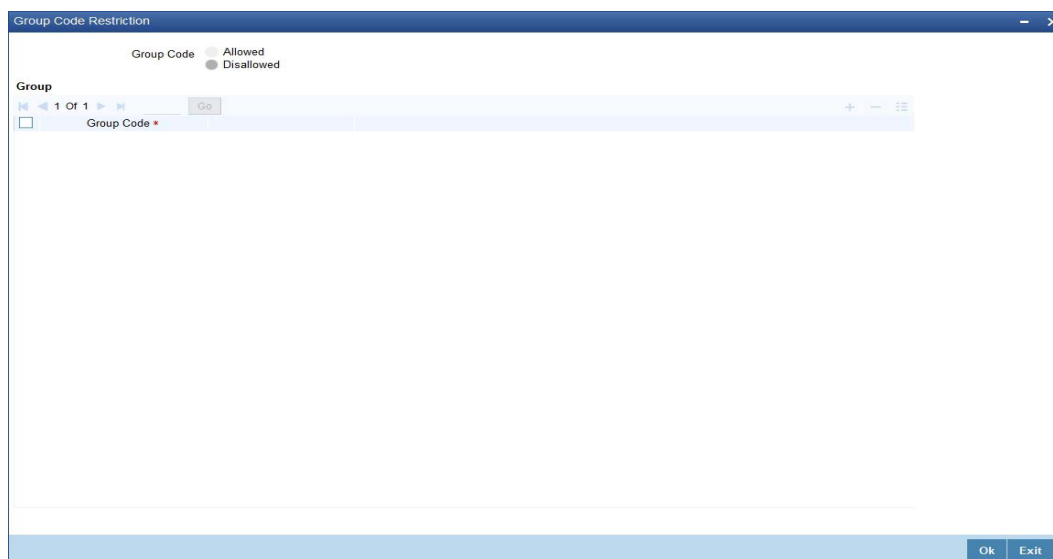 Group Code Restriction
Group Code
Allowed
Disallowed
Group
1 Of 1 Go
Group Code *
Ok Exit